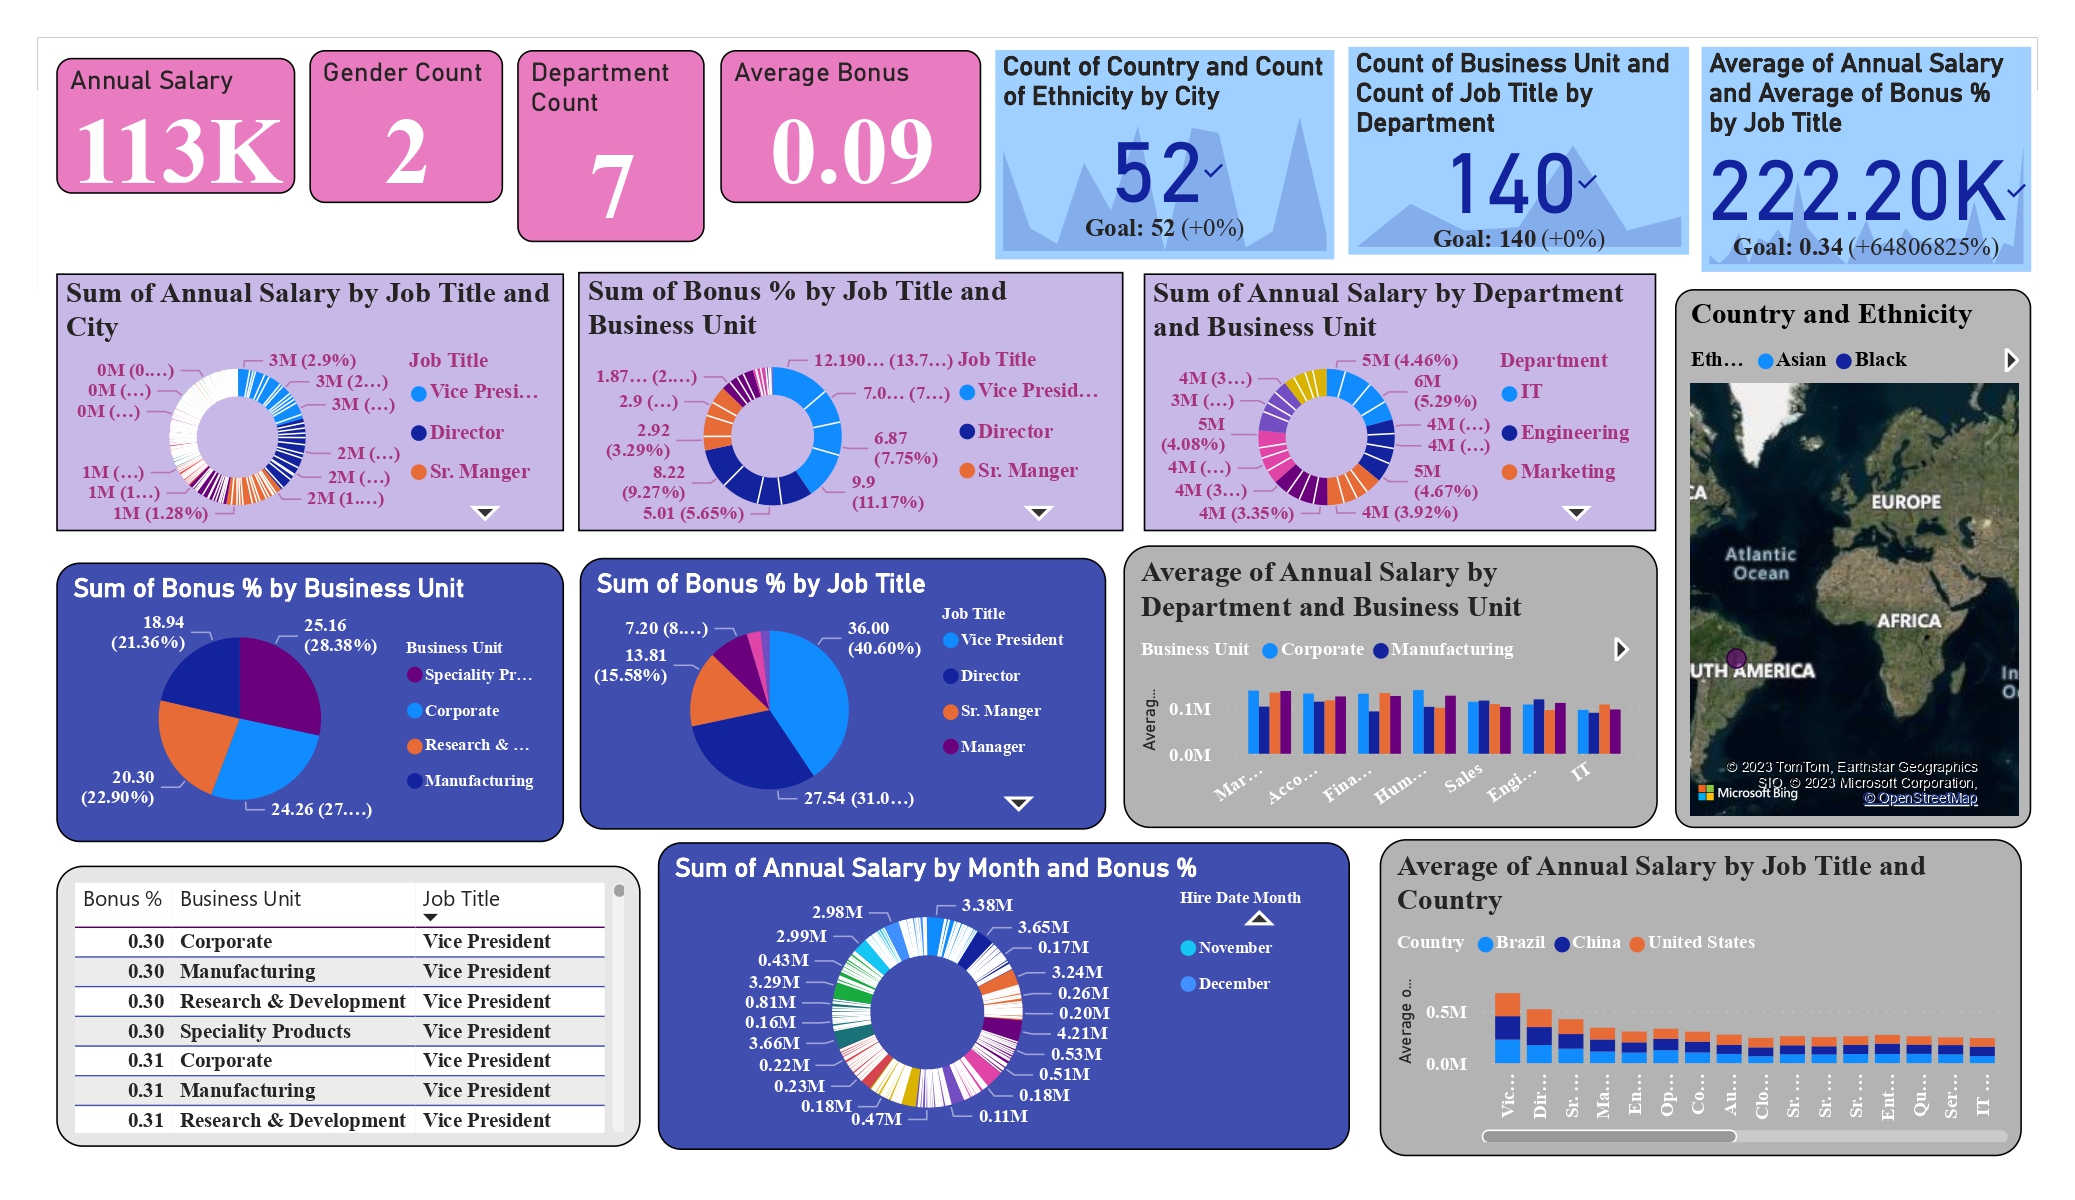 Annual Salary
113K
Gender Count
2
Department
Count
7
Average Bonus
0.09
Count of Country and Count
of Ethnicity by City
52
Goal: 52 (+0%)
Count of Business Unit and
Count of Job Title by
Department
140
Goal: 140 (+0%)
Average of Annual Salary
and Average of Bonus %
by Job Title
222.20K
Goal: 0.34 (+64806825%)
Sum of Annual Salary by Job Title and
City
0M (0....)
0M (...)
0M (...)
1M (...)
1M (1...)
1M (1.28%)
3M (2.9%)
3M (2...)
3M (...)
2M (...)
2M (...)
2M (1....)
Job Title
Vice Presi...
Director
Sr. Manger
Sum of Bonus % by Job Title and
Business Unit
1.87... (2....)
2.9 (...)
2.92
(3.29%)
8.22
(9.27%)
5.01 (5.65%)
12.190... (13.7...)
7.0... (7...)
6.87
(7.75%)
9.9
(11.17%)
Job Title
Vice Presid...
Director
Sr. Manger
Sum of Annual Salary by Department
and Business Unit
4M (3...)
3M (...)
5M
(4.08%)
4M (...)
4M (3...)
4M (3.35%)
5M (4.46%)
6M
(5.29%)
4M (...)
4M (...)
5M
(4.67%)
4M (3.92%)
Department
IT
Engineering
Marketing
Country and Ethnicity
Eth... Asian Black
CA
EUROPE
Atlantic
Ocean
AFRICA
UTH AMERICA
In
O
© 2023 TomTom, Earthstar Geographics
SIO, © 2023 Microsoft Corporation,
Microsoft Bing
© OpenStreetMap
Sum of Bonus % by Business Unit
18.94
(21.36%)
25.16
(28.38%)
20.30
(22.90%)
24.26 (27....)
Business Unit
Speciality Pr...
Corporate
Research & ...
Manufacturing
Sum of Bonus % by Job Title
7.20 (8....)
13.81
(15.58%)
36.00
(40.60%)
27.54 (31.0...)
Job Title
Vice President
Director
Sr. Manger
Manager
Average of Annual Salary by
Department and Business Unit
Business Unit Corporate Manufacturing
Averag...
0.1M
0.0M
Mar... Acco... Fina... Hum... Sales Engi... IT
Bonus % Business Unit Job Title
0.30 Corporate Vice President
0.30 Manufacturing Vice President
0.30 Research & Development Vice President
0.30 Speciality Products Vice President
0.31 Corporate Vice President
0.31 Manufacturing Vice President
0.31 Research & Development Vice President
Sum of Annual Salary by Month and Bonus %
2.98M
2.99M
0.43M
3.29M
0.81M
0.16M
3.66M
0.22M
0.23M
0.18M
0.47M
3.38M
3.65M
0.17M
3.24M
0.26M
0.20M
4.21M
0.53M
0.51M
0.18M
0.11M
Hire Date Month
November
December
Average of Annual Salary by Job Title and
Country
Country Brazil China United States
Average o...
0.5M
0.0M
Vic... Dir... Sr. ... Ma... En... Op... Co... Au... Clo... Sr. ... Sr. ... Sr. ... Ent... Qu... Ser... IT ...